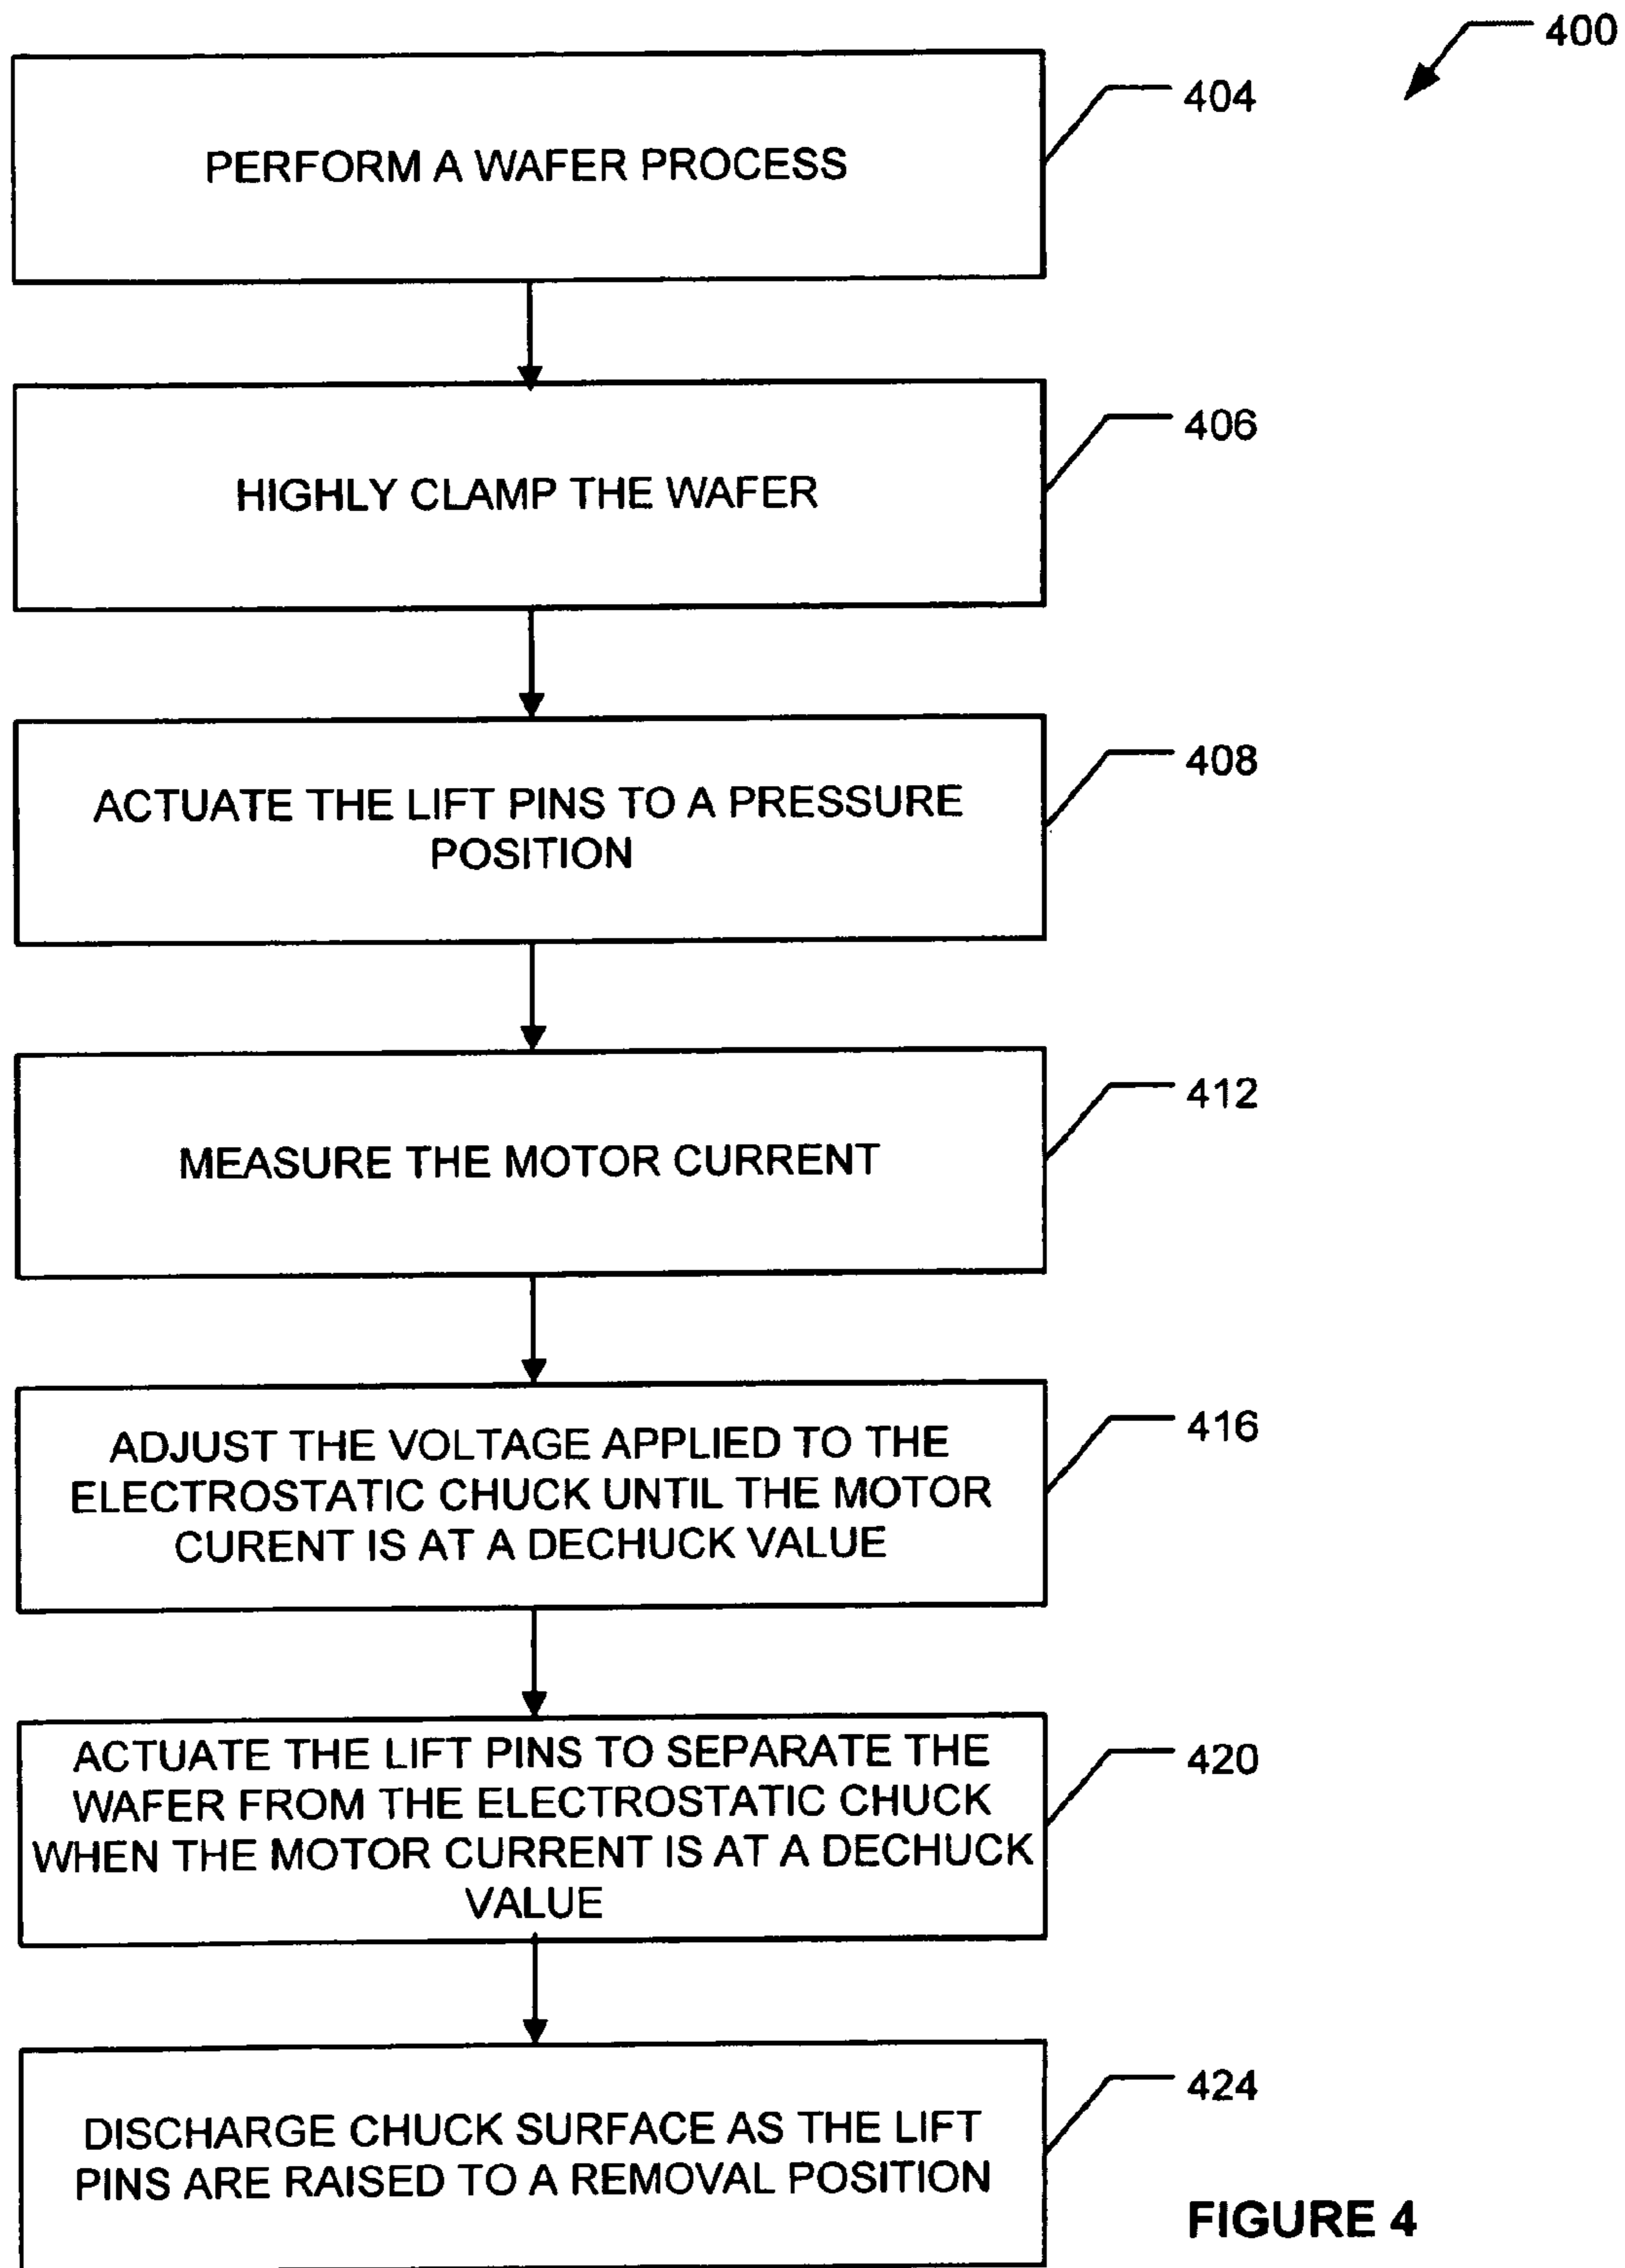 400
PERFORM A WAFER PROCESS
404
HIGHLY CLAMP THE WAFER
406
ACTUATE THE LIFT PINS TO A PRESSURE
POSITION
408
MEASURE THE MOTOR CURRENT
412
ADJUST THE VOLTAGE APPLIED TO THE
ELECTROSTATIC CHUCK UNTIL THE MOTOR
CURENT IS AT A DECHUCK VALUE
416
ACTUATE THE LIFT PINS TO SEPARATE THE
WAFER FROM THE ELECTROSTATIC CHUCK
WHEN THE MOTOR CURRENT IS AT A DECHUCK
VALUE
420
DISCHARGE CHUCK SURFACE AS THE LIFT
PINS ARE RAISED TO A REMOVAL POSITION
424
FIGURE 4